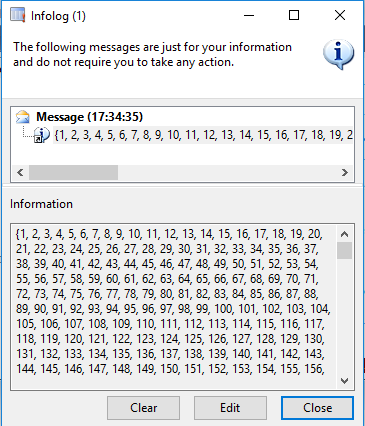 Infolog (1)
The following messages are just for your information
and do not require you to take any action.
Message (17:34:35)
{1, 2, 3, 4, 5, 6, 7, 8, 9, 10, 11, 12, 13, 14, 15, 16, 17, 18, 19, 2
Information
{1, 2, 3, 4, 5, 6, 7, 8, 9, 10, 11, 12, 13, 14, 15, 16, 17, 18, 19, 20,
21, 22, 23, 24, 25, 26, 27, 28, 29, 30, 31, 32, 33, 34, 35, 36, 37,
38, 39, 40, 41, 42, 43, 44, 45, 46, 47, 48, 49, 50, 51, 52, 53, 54,
55, 56, 57, 58, 59, 60, 61, 62, 63, 64, 65, 66, 67, 68, 69, 70, 71,
72, 73, 74, 75, 76, 77, 78, 79, 80, 81, 82, 83, 84, 85, 86, 87, 88,
89, 90, 91, 92, 93, 94, 95, 96, 97, 98, 99, 100, 101, 102, 103, 104,
105, 106, 107, 108, 109, 110, 111, 112, 113, 114, 115, 116, 117,
118, 119, 120, 121, 122, 123, 124, 125, 126, 127, 128, 129, 130,
131, 132, 133, 134, 135, 136, 137, 138, 139, 140, 141, 142, 143,
144, 145, 146, 147, 148, 149, 150, 151, 152, 153, 154, 155, 156,
Clear
Edit
Close